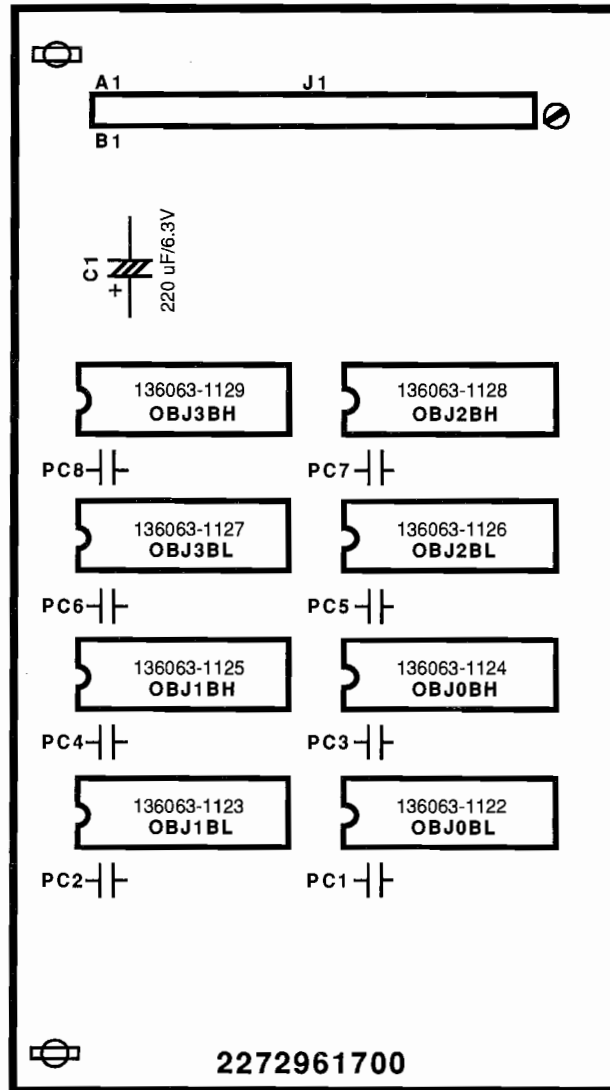 A1
J1
B1
C1
+
220 uF/6.3V
136063-1129
OBJ3BH
136063-1128
OBJ2BH
PC8
PC7
136063-1127
OBJ3BL
136063-1126
OBJ2BL
PC6
PC5
136063-1125
OBJ1BH
136063-1124
OBJ0BH
PC4
PC3
136063-1123
OBJ1BL
136063-1122
OBJ0BL
PC2
PC1
2272961700